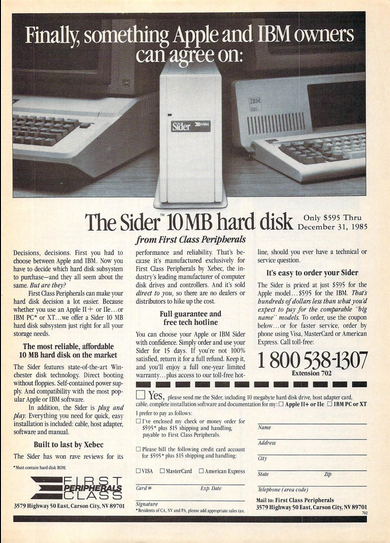 Finally, something Apple and IBM owners
can agree on:
Sider
IBM
The Sider™ 10 MB hard disk
Only $595 Thru
December 31, 1985
from First Class Peripherals
Decisions, decisions. First you had to
choose between Apple and IBM. Now you
have to decide which hard disk subsystem
to purchase—and they all seem about the
same. But are they?
First Class Peripherals can make your
hard disk decision a lot easier. Because
whether you use an Apple II+ or IIe...or
IBM PC* or XT...we offer a Sider 10 MB
hard disk subsystem just right for all your
storage needs.
The most reliable, affordable
10 MB hard disk on the market
The Sider features state-of-the-art Win-
chester disk technology. Direct booting
without floppies. Self-contained power sup-
ply. And compatibility with the most pop-
ular Apple or IBM software.
In addition, the Sider is plug and
play. Everything you need for quick, easy
installation is included: cable, host adapter,
software and manual.
Built to last by Xebec
The Sider has won reviews for its
*Must contain hard disk ROM.
FIRST
PERIPHERALS
CLASS
3579 Highway 50 East, Carson City, NV 89701
performance and reliability. That's be-
cause it's manufactured exclusively for
First Class Peripherals by Xebec, the in-
dustry's leading manufacturer of computer
disk drives and controllers. And it's sold
direct to you, so there are no dealers or
distributors to hike up the cost.
Full guarantee and
free tech hotline
You can choose your Apple or IBM Sider
with confidence. Simply order and use your
Sider for 15 days. If you're not 100%
satisfied, return it for a full refund. Keep it,
and you'll enjoy a full one-year limited
warranty...plus access to our toll-free hot-
line, should you ever have a technical or
service question.
It's easy to order your Sider
The Sider is priced at just $595 for the
Apple model...$595 for the IBM. That's
hundreds of dollars less than what you'd
expect to pay for the comparable "big
name" models. To order, use the coupon
below...or for faster service, order by
phone using Visa, MasterCard or American
Express. Call toll-free:
1 800 538-1307
Extension 702
Yes, please send me the Sider, including 10 megabyte hard disk drive, host adapter card,
cable, complete installation software and documentation for my: Apple II+ or IIe IBM PC or XT
I prefer to pay as follows:
I've enclosed my check or money order for
$595* plus $15 shipping and handling
payable to First Class Peripherals.
Please bill the following credit card account
for $595* plus $15 shipping and handling:
VISA MasterCard American Express
Card # Exp. Date
Signature
*Residents of CA, NV and PA, please add appropriate sales tax.
Name
Address
City
State Zip
Telephone (area code)
Mail to: First Class Peripherals
3579 Highway 50 East, Carson City, NV 89701
702